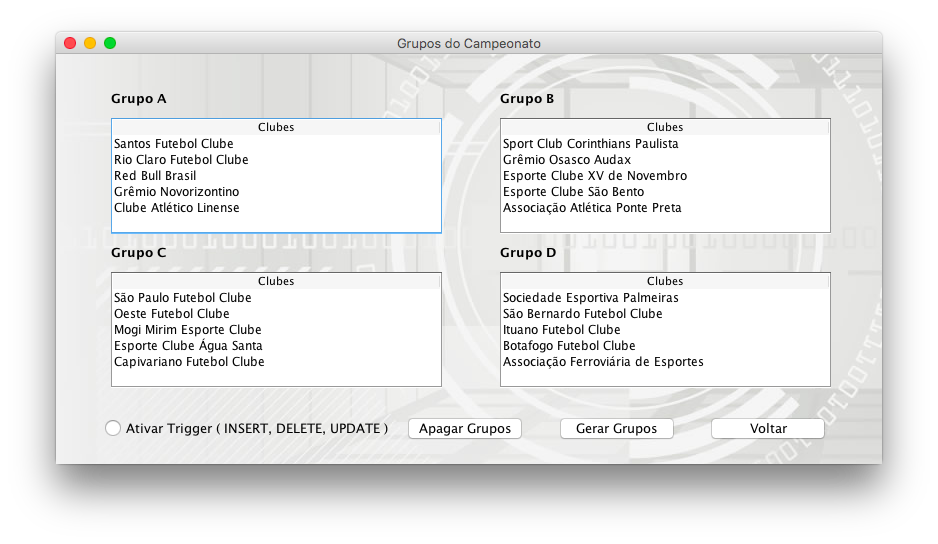 Grupos do Campeonato
Grupo A
Clubes
Santos Futebol Clube
Rio Claro Futebol Clube
Red Bull Brasil
Grêmio Novorizontino
Clube Atlético Linense
Grupo B
Clubes
Sport Club Corinthians Paulista
Grêmio Osasco Audax
Esporte Clube XV de Novembro
Esporte Clube São Bento
Associação Atlética Ponte Preta
Grupo C
Clubes
São Paulo Futebol Clube
Oeste Futebol Clube
Mogi Mirim Esporte Clube
Esporte Clube Água Santa
Capivariano Futebol Clube
Grupo D
Clubes
Sociedade Esportiva Palmeiras
São Bernardo Futebol Clube
Ituano Futebol Clube
Botafogo Futebol Clube
Associação Ferroviária de Esportes
Ativar Trigger ( INSERT, DELETE, UPDATE )
Apagar Grupos
Gerar Grupos
Voltar